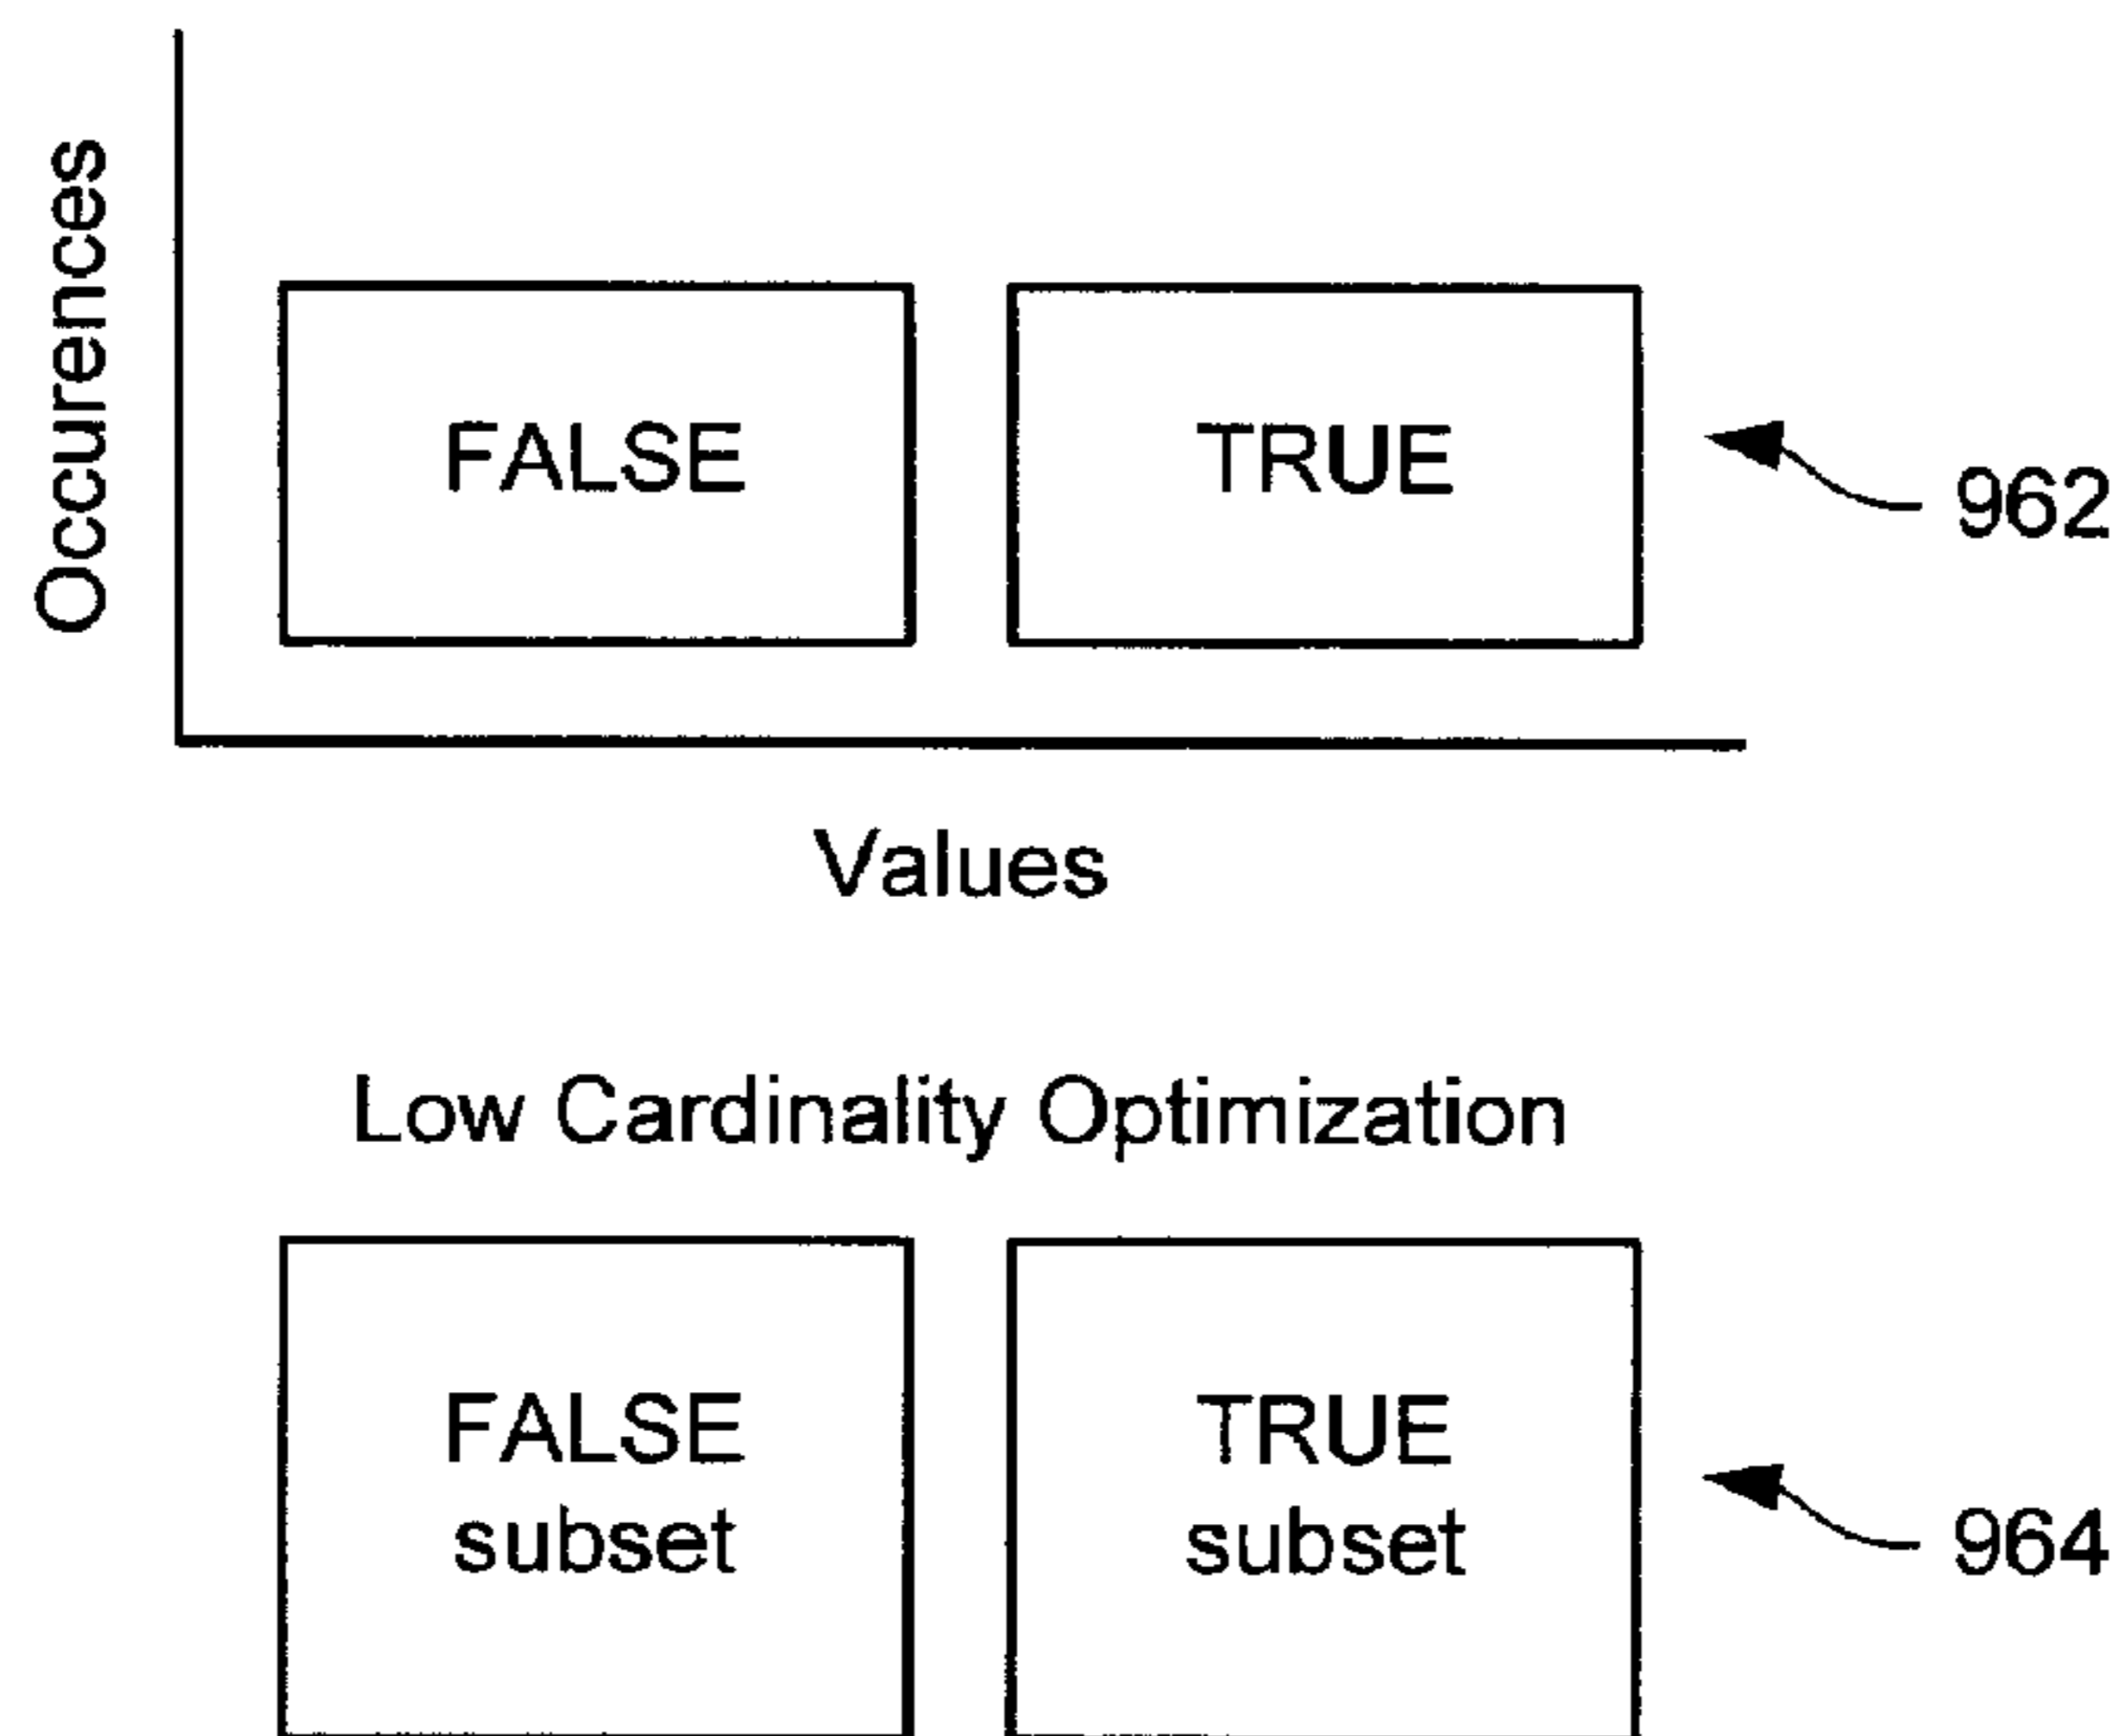 Occurences
FALSE
TRUE
962
Values
Low Cardinality Optimization
FALSE
subset
TRUE
subset
964